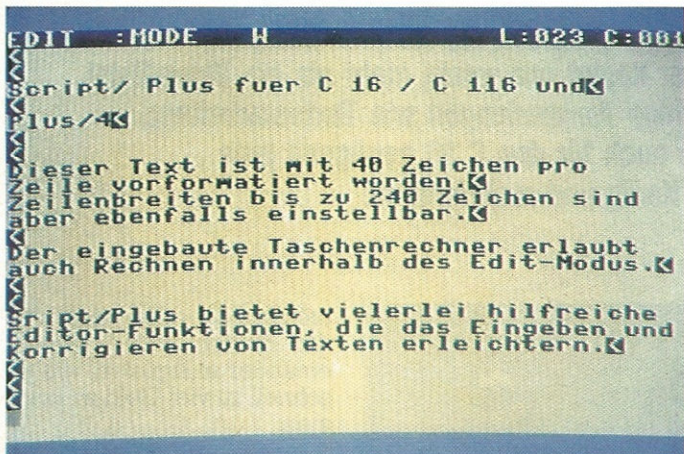 EDIT :MODE W L:023 C:001
Script/ Plus fuer C 16 / C 116 und
Plus/4
Dieser Text ist mit 40 Zeichen pro
Zeile vorformatiert worden.
Zeilenbreiten bis zu 240 Zeichen sind
aber ebenfalls einstellbar.
Der eingebaute Taschenrechner erlaubt
auch Rechnen innerhalb des Edit-Modus.
Sript/Plus bietet vielerlei hilfreiche
Editor-Funktionen, die das Eingeben und
Korrigieren von Texten erleichtern.